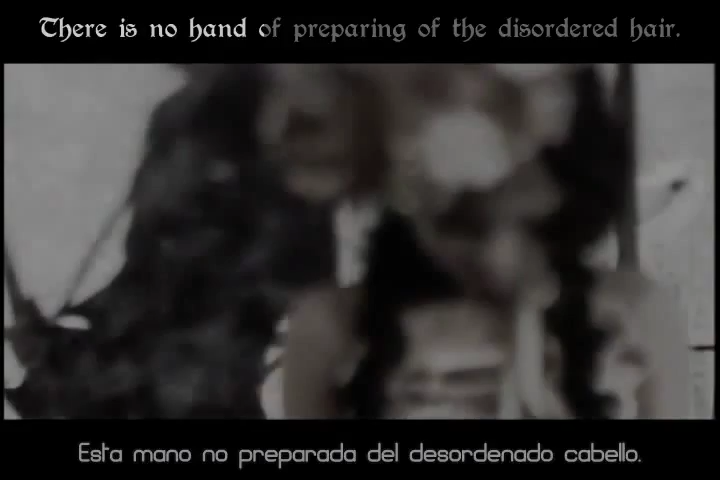 There is no hand of preparing of the disordered hair.
Esta mano no preparada del desordenado cabello.